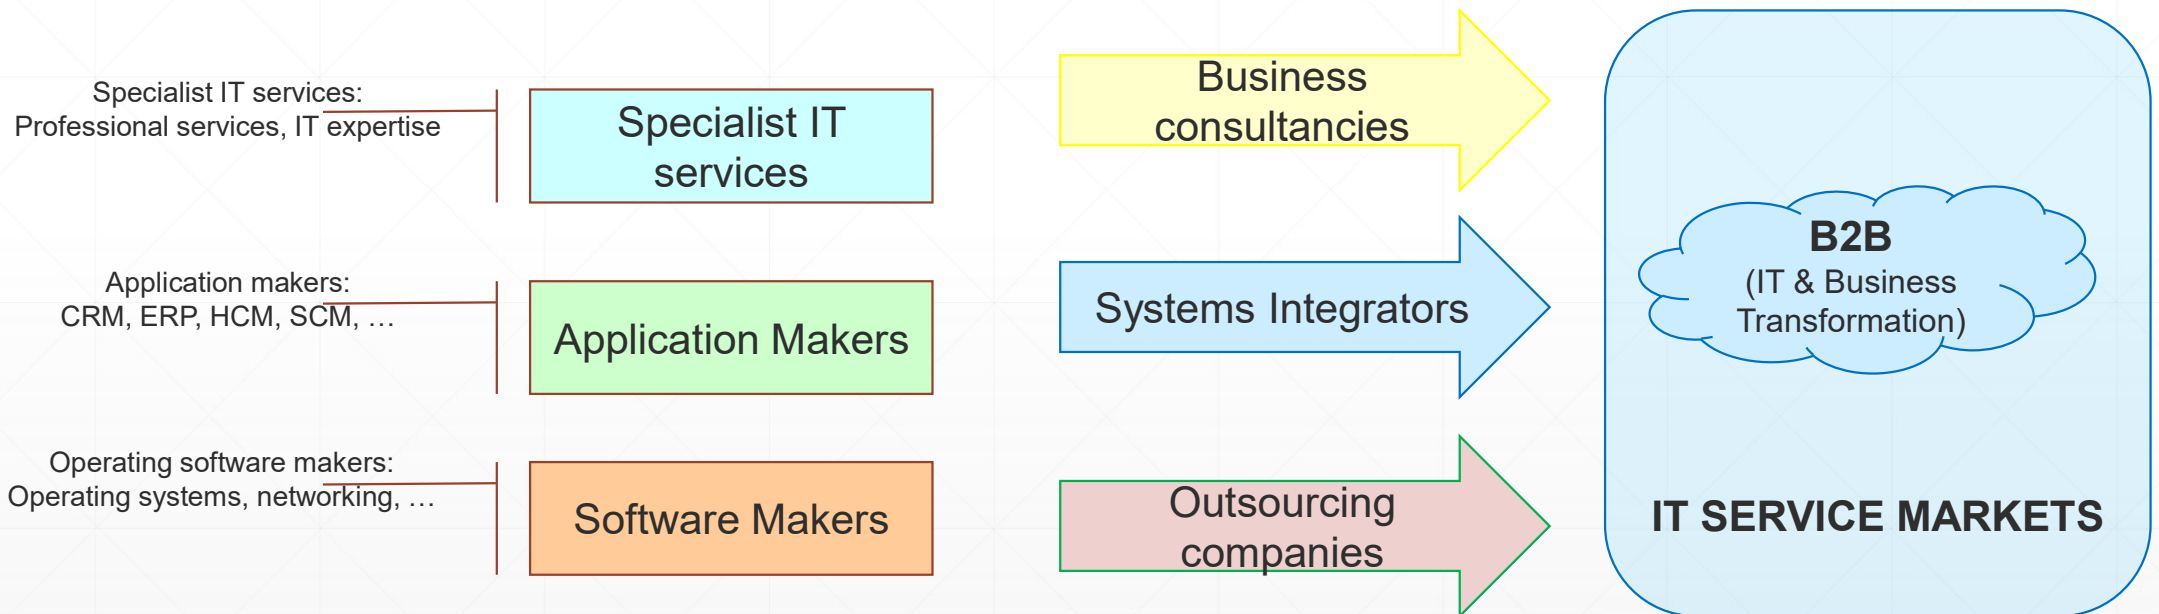 Specialist IT services:
Professional services, IT expertise
Specialist IT
services
Business
consultancies
Application makers:
CRM, ERP, HCM, SCM, …
Application Makers
Systems Integrators
B2B
(IT & Business
Transformation)
Operating software makers:
Operating systems, networking, …
Software Makers
Outsourcing
companies
IT SERVICE MARKETS